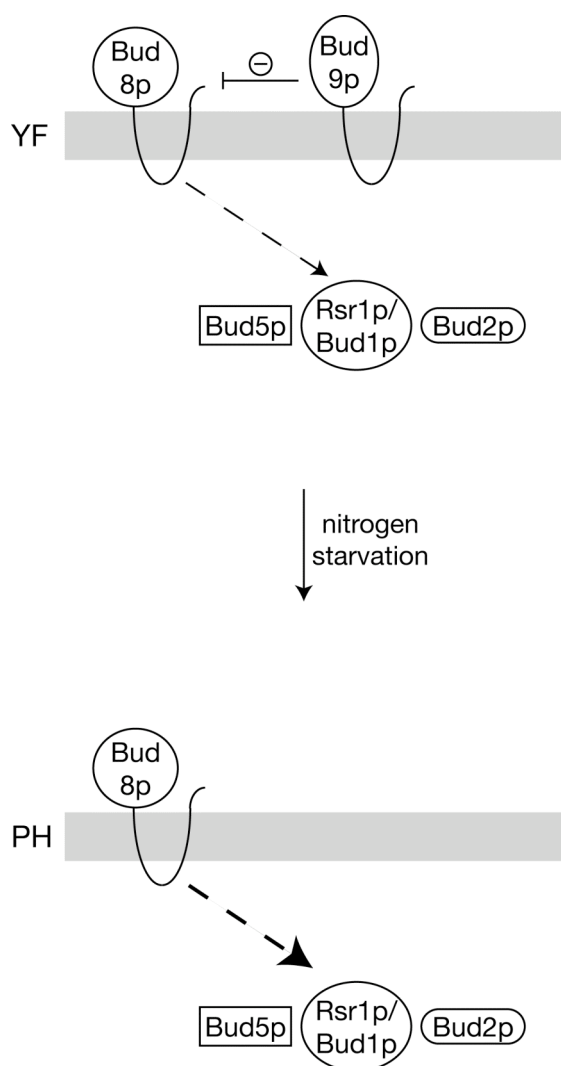 Bud
8p
−
Bud
9p
YF
Bud5p
Rsr1p/
Bud1p
Bud2p
nitrogen
starvation
Bud
8p
PH
Bud5p
Rsr1p/
Bud1p
Bud2p